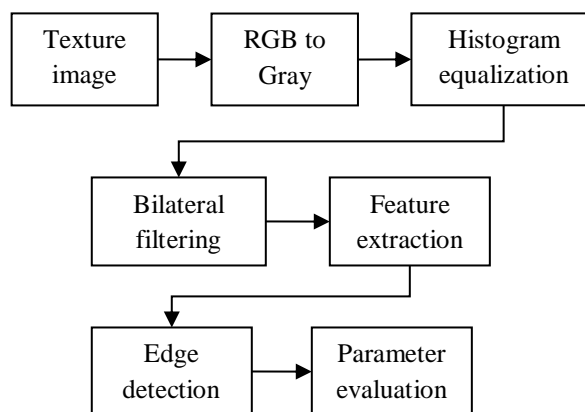 Texture
image
RGB to
Gray
Histogram
equalization
Bilateral
filtering
Feature
extraction
Edge
detection
Parameter
evaluation